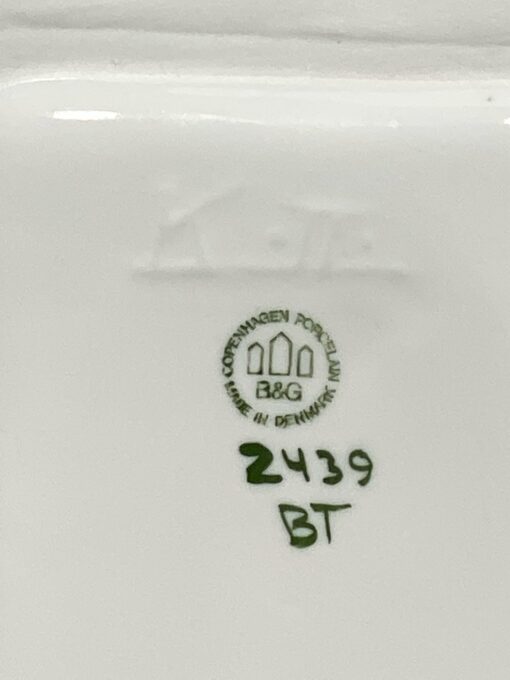 COPENHAGEN PORCELAIN
B&G
MADE IN DENMARK
2439
BT